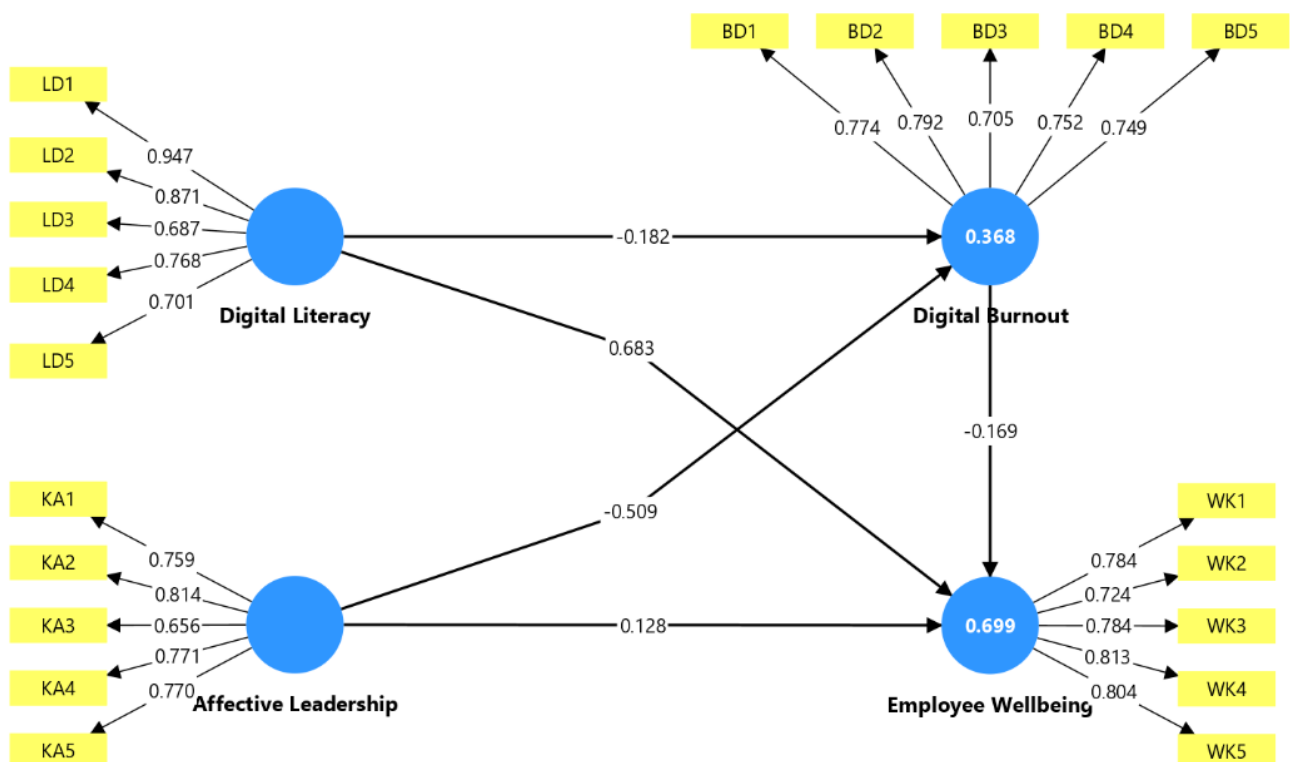 BD1 BD2 BD3 BD4 BD5
0.774 0.792 0.705 0.752 0.749
LD1
LD2
LD3
LD4
LD5
0.947
0.871
0.687
0.768
0.701
Digital Literacy
-0.182
0.368
Digital Burnout
0.683
-0.169
-0.509
0.128
KA1
KA2
KA3
KA4
KA5
0.759
0.814
0.656
0.771
0.770
Affective Leadership
0.699
Employee Wellbeing
0.784
0.724
0.784
0.813
0.804
WK1
WK2
WK3
WK4
WK5